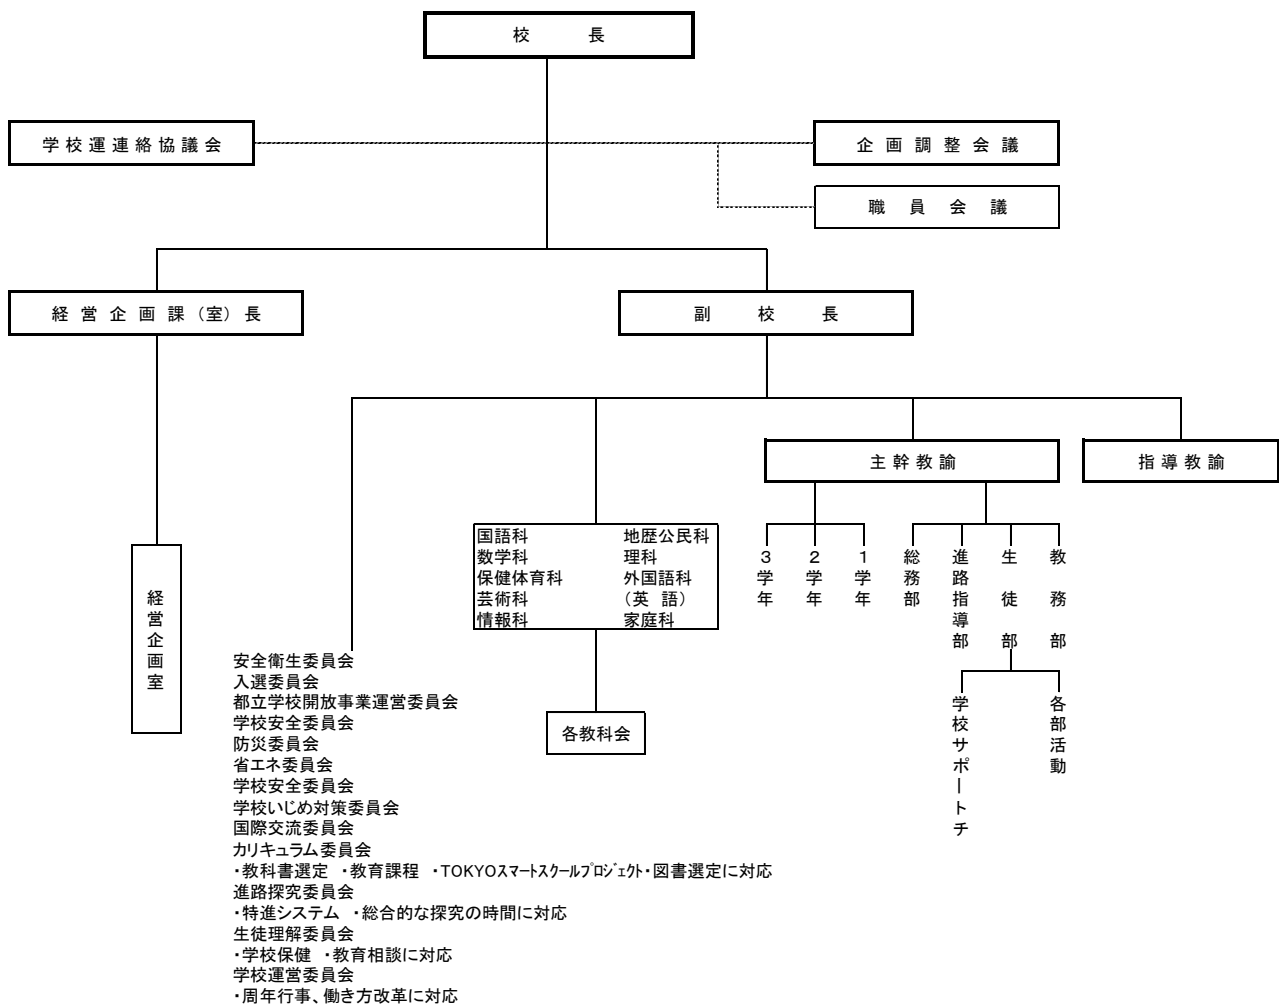 校長
学校運連絡協議会
企画調整会議
職員会議
経営企画課（室）長
副校長
主幹教諭
指導教諭
国語科 地歴公民科
数学科 理科
保健体育科 外国語科
芸術科 （英 語）
情報科 家庭科
3学年
2学年
1学年
総務部
進路指導部
生徒部
教務部
経営企画室
各教科会
学校サポートチ
各部活動
安全衛生委員会
入選委員会
都立学校開放事業運営委員会
学校安全委員会
防災委員会
省エネ委員会
学校安全委員会
学校いじめ対策委員会
国際交流委員会
カリキュラム委員会
・教科書選定 ・教育課程 ・TOKYOスマートスクールプロジェクト・図書選定に対応
進路探究委員会
・特進システム ・総合的な探究の時間に対応
生徒理解委員会
・学校保健 ・教育相談に対応
学校運営委員会
・周年行事、働き方改革に対応